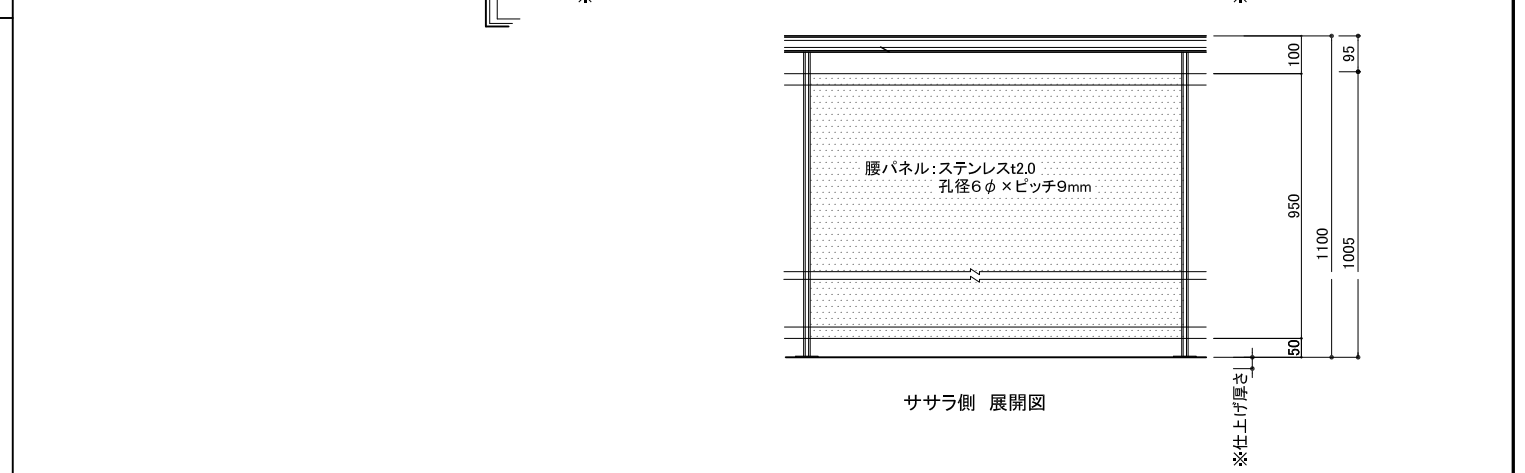 ※
※
100
95
腰パネル:ステンレスt2.0
孔径6φ×ピッチ9mm
950
1100
1005
50
※仕上げ厚さ
ササラ側 展開図